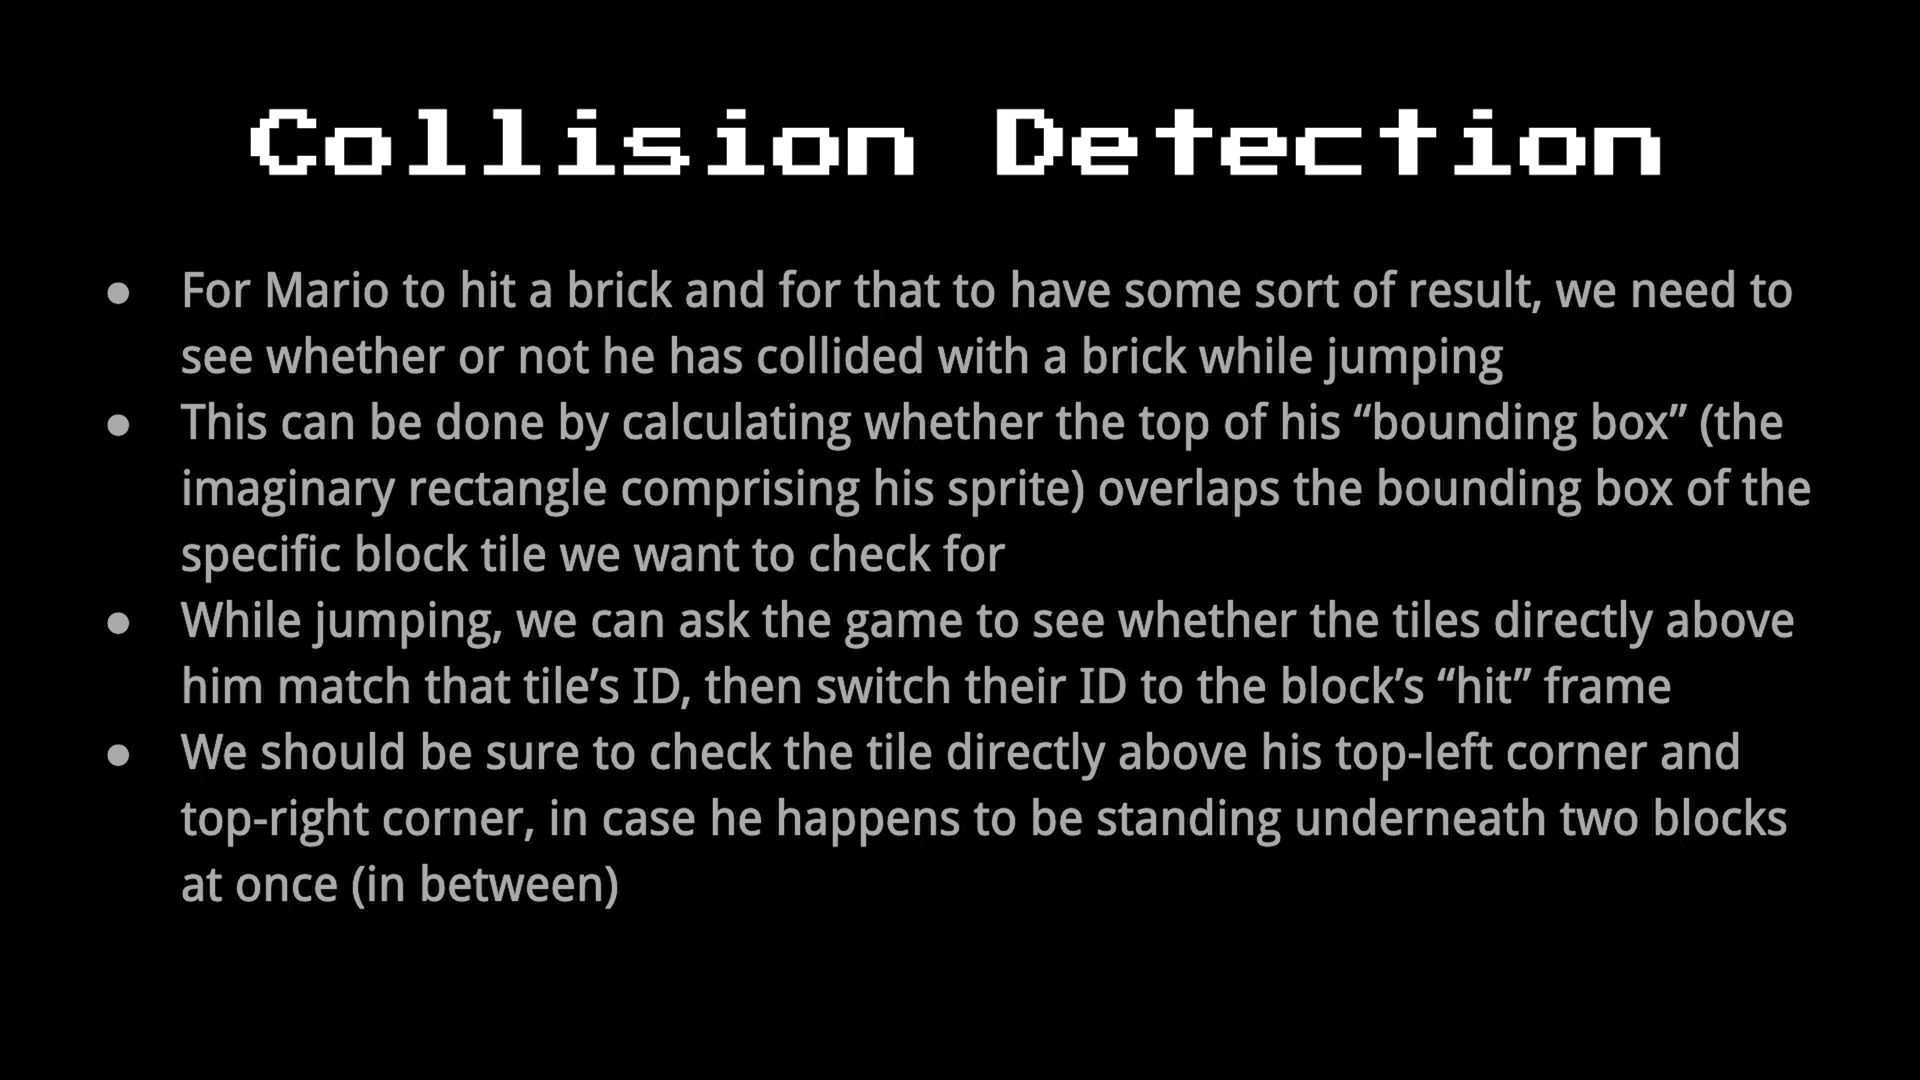 Collision Detection
● For Mario to hit a brick and for that to have some sort of result, we need to
see whether or not he has collided with a brick while jumping
● This can be done by calculating whether the top of his “bounding box” (the
imaginary rectangle comprising his sprite) overlaps the bounding box of the
specific block tile we want to check for
● While jumping, we can ask the game to see whether the tiles directly above
him match that tile’s ID, then switch their ID to the block’s “hit” frame
● We should be sure to check the tile directly above his top-left corner and
top-right corner, in case he happens to be standing underneath two blocks
at once (in between)